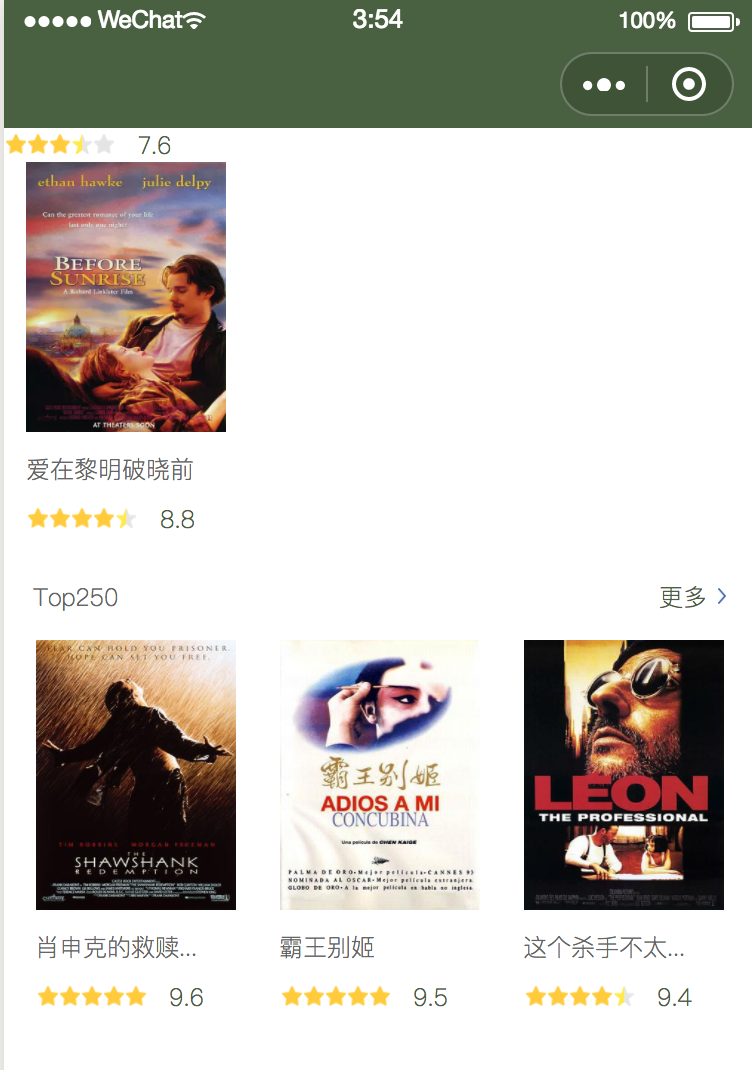 WeChat 3:54 100%
7.6
ethan hawke julie delpy
Can the greatest romance of your life
last only one night?
BEFORE
SUNRISE
A Richard Linklater Film
AT THEATERS SOON
爱在黎明破晓前
8.8
Top250 更多
FEAR CAN HOLD YOU PRISONER
HOPE CAN SET YOU FREE.
TIM ROBBINS MORGAN FREEMAN
THE
SHAWSHANK
REDEMPTION
霸王别姬
ADIOS A MI
CONCUBINA
Una película de CHEN KAIGE
PALMA DE ORO•Mejor película•CANNES 93
NOMINADA AL OSCAR•Mejor película extranjera
GLOBO DE ORO•A la mejor película en habla no inglesa.
LEON
THE PROFESSIONAL
肖申克的救赎... 霸王别姬 这个杀手不太...
9.6 9.5 9.4